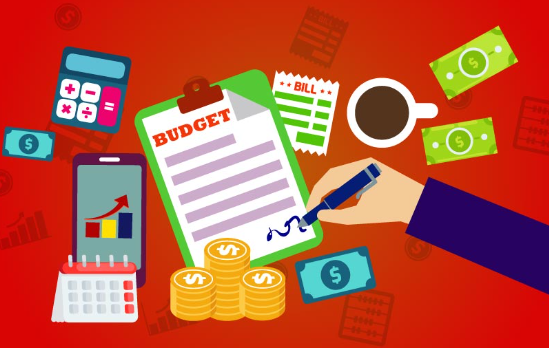 BUDGET
★ ★ BILL ★ ★
+ −
× ÷ =
$
$
$
$
$
$
$